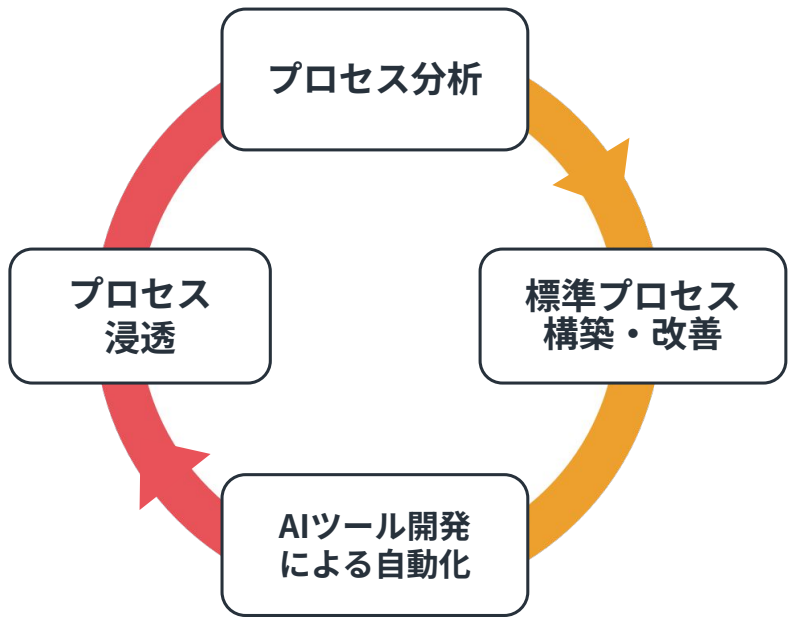 プロセス分析
標準プロセス
構築・改善
AIツール開発
による自動化
プロセス
浸透